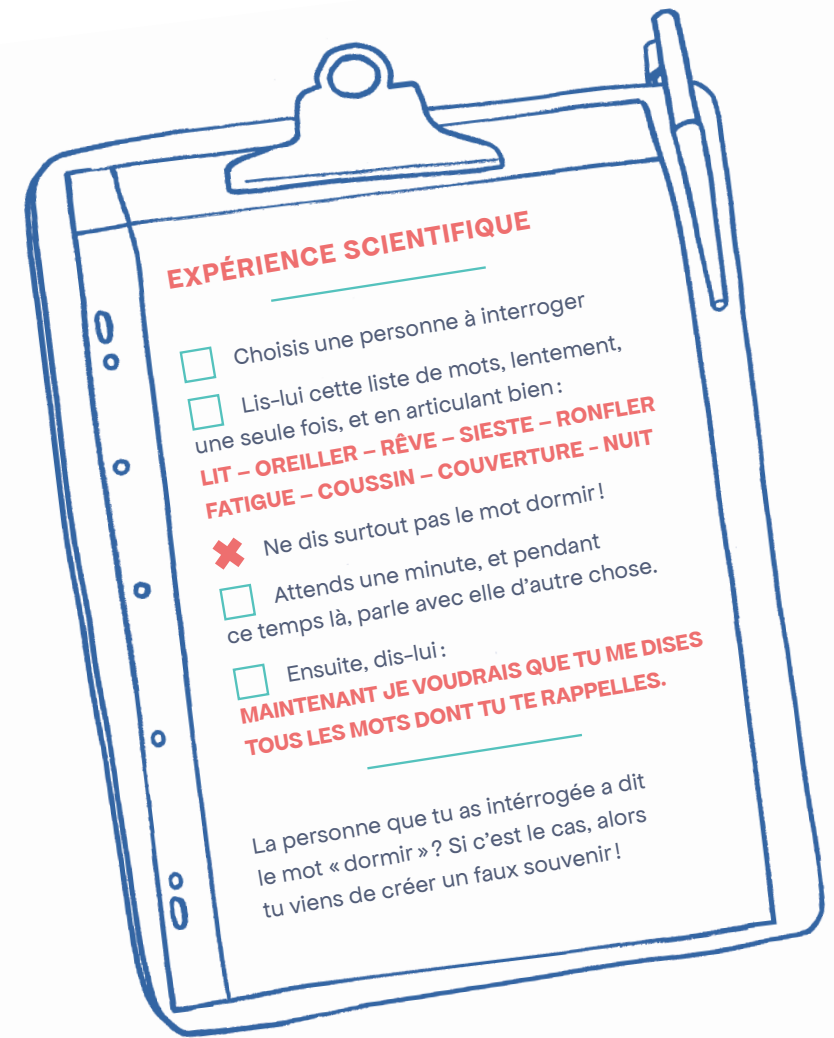 EXPÉRIENCE SCIENTIFIQUE
Choisis une personne à interroger
Lis-lui cette liste de mots, lentement,
une seule fois, et en articulant bien :
LIT – OREILLER – RÊVE – SIESTE – RONFLER
FATIGUE – COUSSIN – COUVERTURE - NUIT
Ne dis surtout pas le mot dormir !
Attends une minute, et pendant
ce temps là, parle avec elle d’autre chose.
Ensuite, dis-lui :
MAINTENANT JE VOUDRAIS QUE TU ME DISES
TOUS LES MOTS DONT TU TE RAPPELLES.
La personne que tu as intérrogée a dit
le mot « dormir » ? Si c’est le cas, alors
tu viens de créer un faux souvenir !